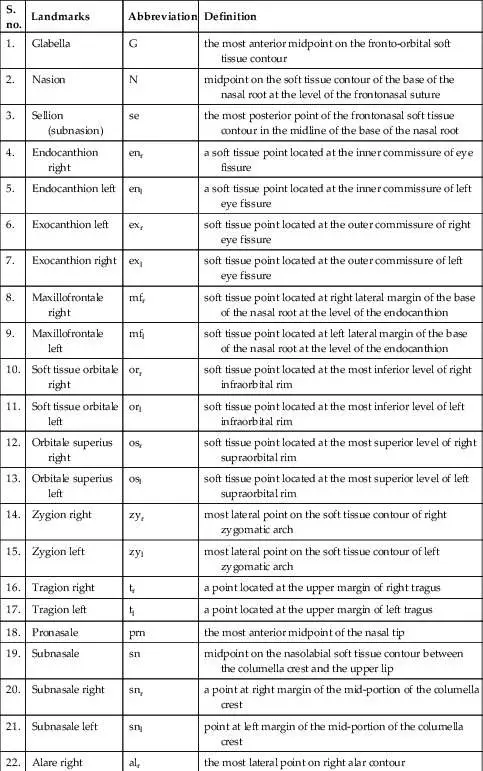 S. no. Landmarks Abbreviation Definition
1. Glabella G the most anterior midpoint on the fronto-orbital soft
tissue contour
2. Nasion N midpoint on the soft tissue contour of the base of the
nasal root at the level of the frontonasal suture
3. Sellion se the most posterior point of the frontonasal soft tissue
(subnasion) contour in the midline of the base of the nasal root
4. Endocanthion enr a soft tissue point located at the inner commissure of eye
right fissure
5. Endocanthion left enl a soft tissue point located at the inner commissure of left
eye fissure
6. Exocanthion left exr soft tissue point located at the outer commissure of right
eye fissure
7. Exocanthion right exl soft tissue point located at the outer commissure of left
eye fissure
8. Maxillofrontale mfr soft tissue point located at right lateral margin of the base
right of the nasal root at the level of the endocanthion
9. Maxillofrontale mfl soft tissue point located at left lateral margin of the base
left of the nasal root at the level of the endocanthion
10. Soft tissue orbitale orr soft tissue point located at the most inferior level of right
right infraorbital rim
11. Soft tissue orbitale orl soft tissue point located at the most inferior level of left
left infraorbital rim
12. Orbitale superius osr soft tissue point located at the most superior level of right
right supraorbital rim
13. Orbitale superius osl soft tissue point located at the most superior level of left
left supraorbital rim
14. Zygion right zyr most lateral point on the soft tissue contour of right
zygomatic arch
15. Zygion left zyl most lateral point on the soft tissue contour of left
zygomatic arch
16. Tragion right tr a point located at the upper margin of right tragus
17. Tragion left tl a point located at the upper margin of left tragus
18. Pronasale prn the most anterior midpoint of the nasal tip
19. Subnasale sn midpoint on the nasolabial soft tissue contour between
the columella crest and the upper lip
20. Subnasale right snr a point at right margin of the mid-portion of the columella
crest
21. Subnasale left snl point at left margin of the mid-portion of the columella
crest
22. Alare right alr the most lateral point on right alar contour